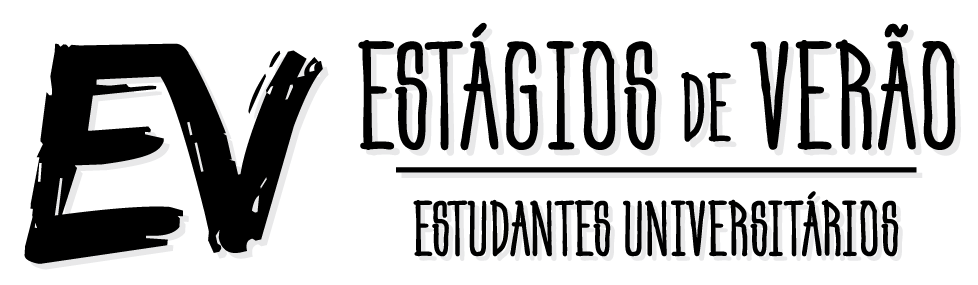 EV
ESTÁGIOS DE VERÃO
ESTUDANTES UNIVERSITÁRIOS